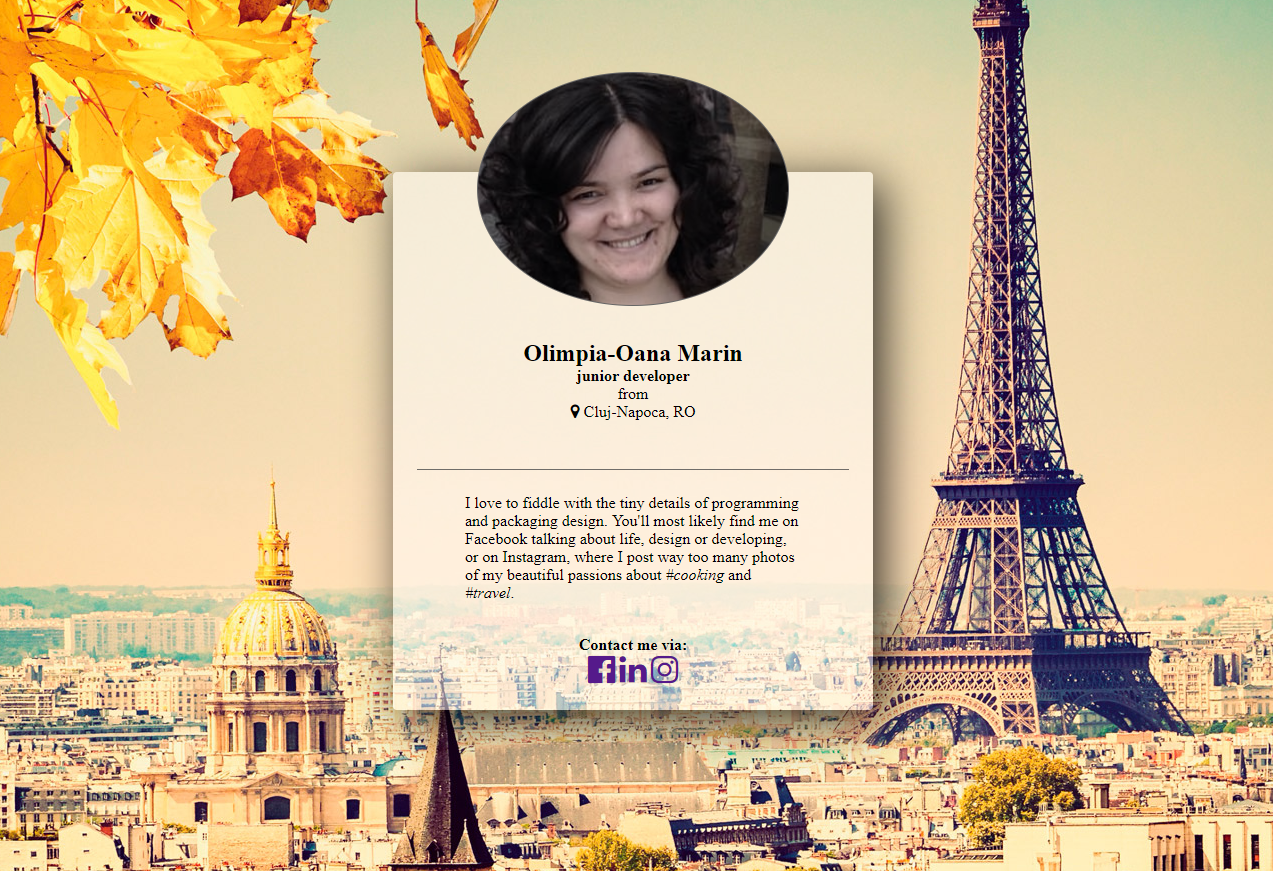 Olimpia-Oana Marin
junior developer
from
Cluj-Napoca, RO
I love to fiddle with the tiny details of programming
and packaging design. You'll most likely find me on
Facebook talking about life, design or developing,
or on Instagram, where I post way too many photos
of my beautiful passions about #cooking and
#travel.
Contact me via: